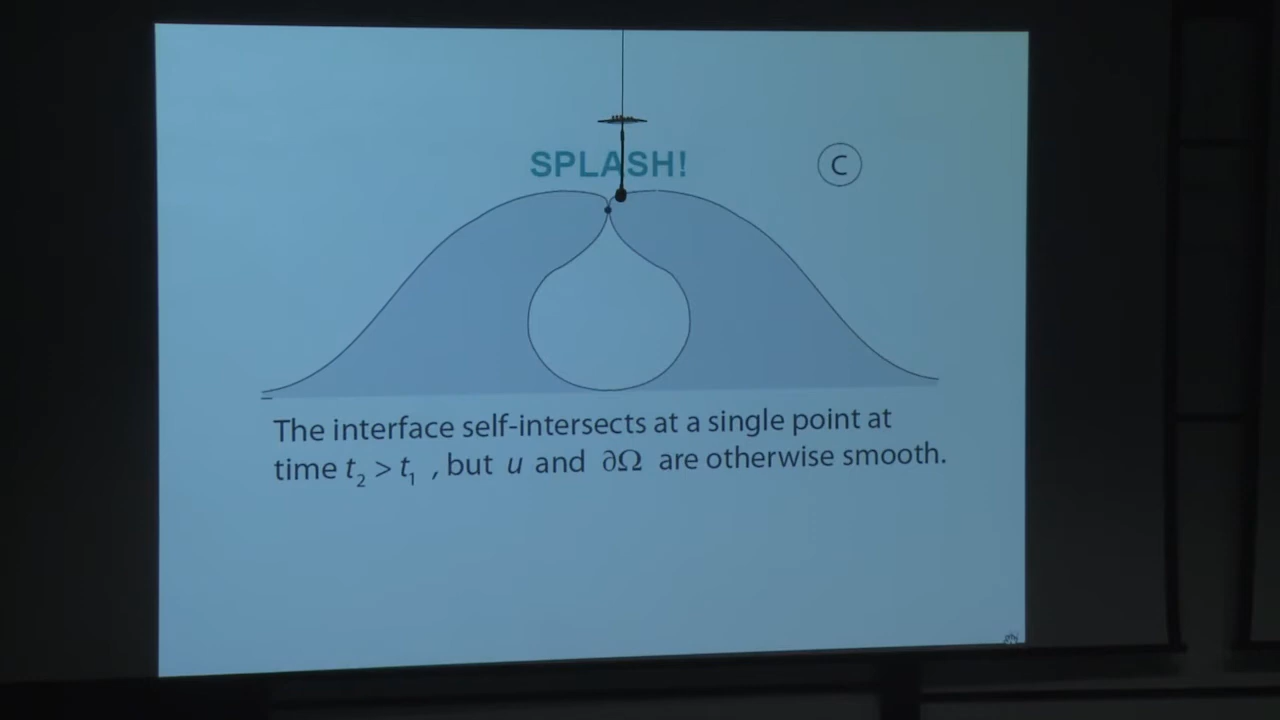 SPLASH!
C
The interface self-intersects at a single point at
time t₂ > t₁ , but u and ∂Ω are otherwise smooth.